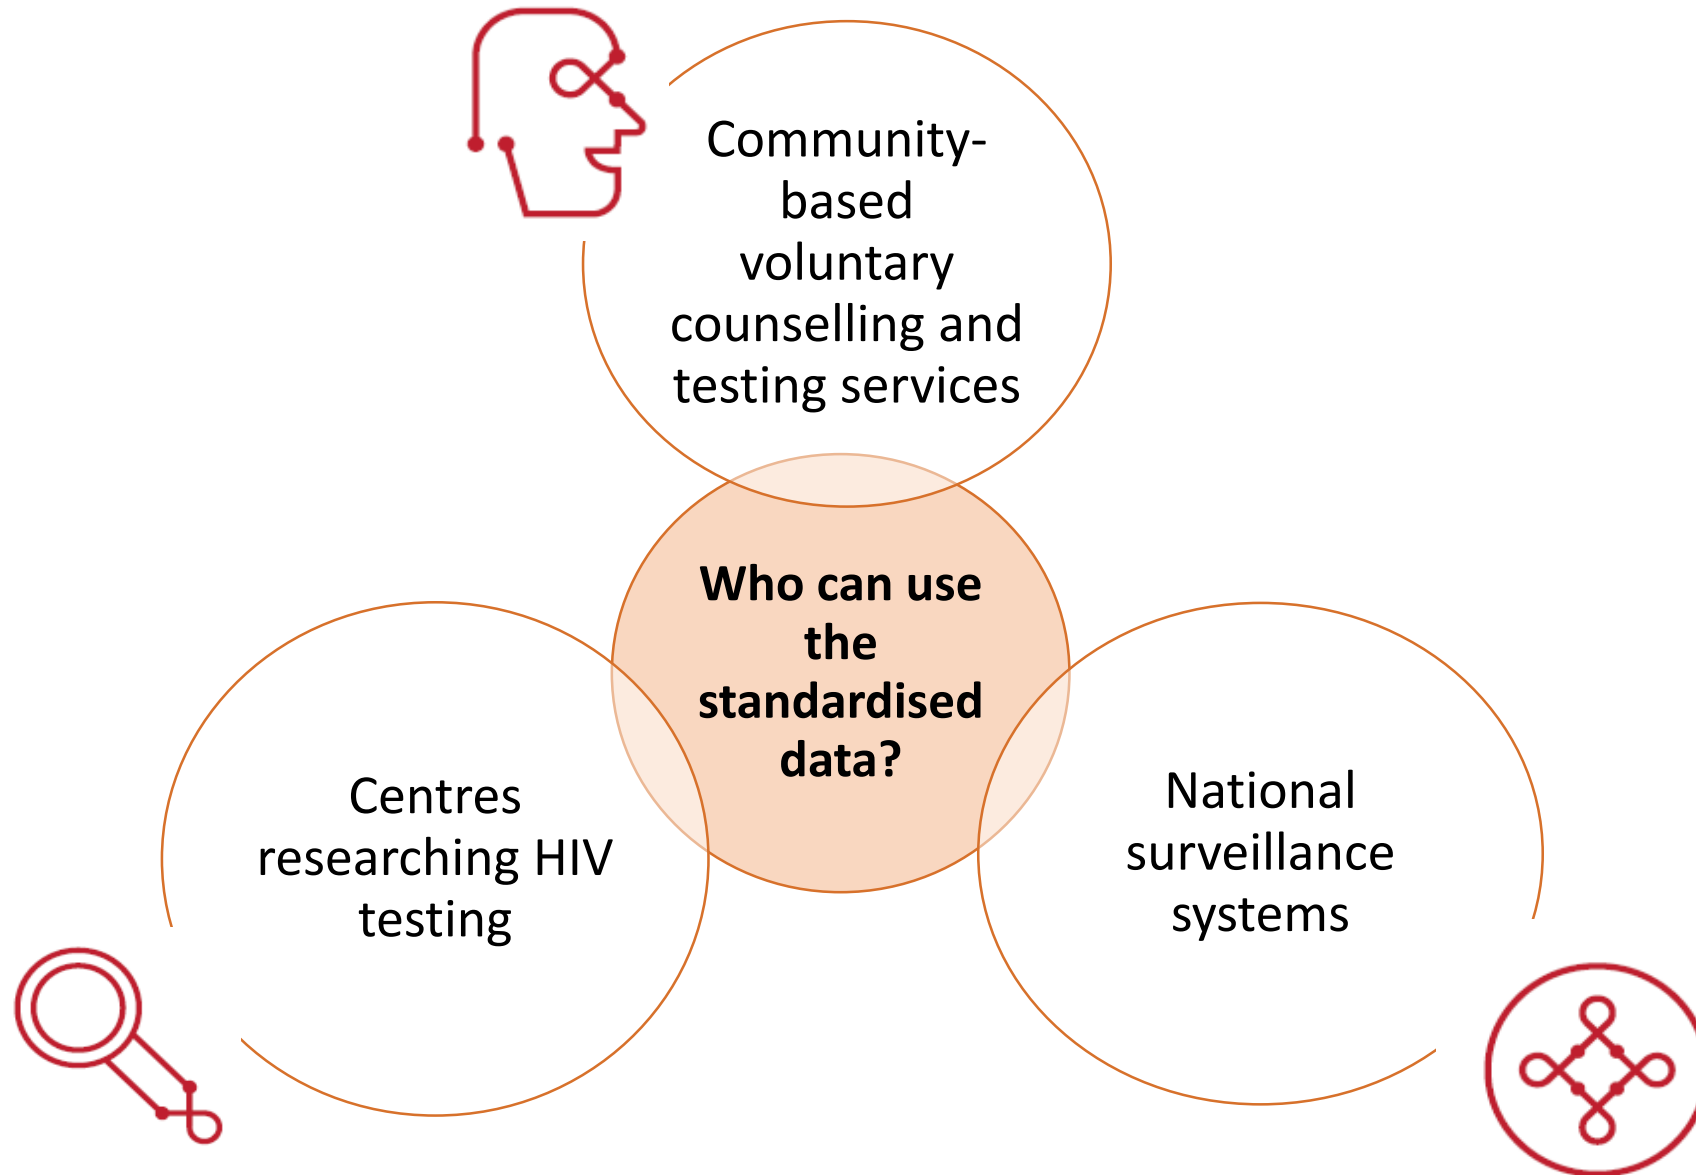 Community-
based
voluntary
counselling and
testing services
Who can use
the
standardised
data?
Centres
researching HIV
testing
National
surveillance
systems